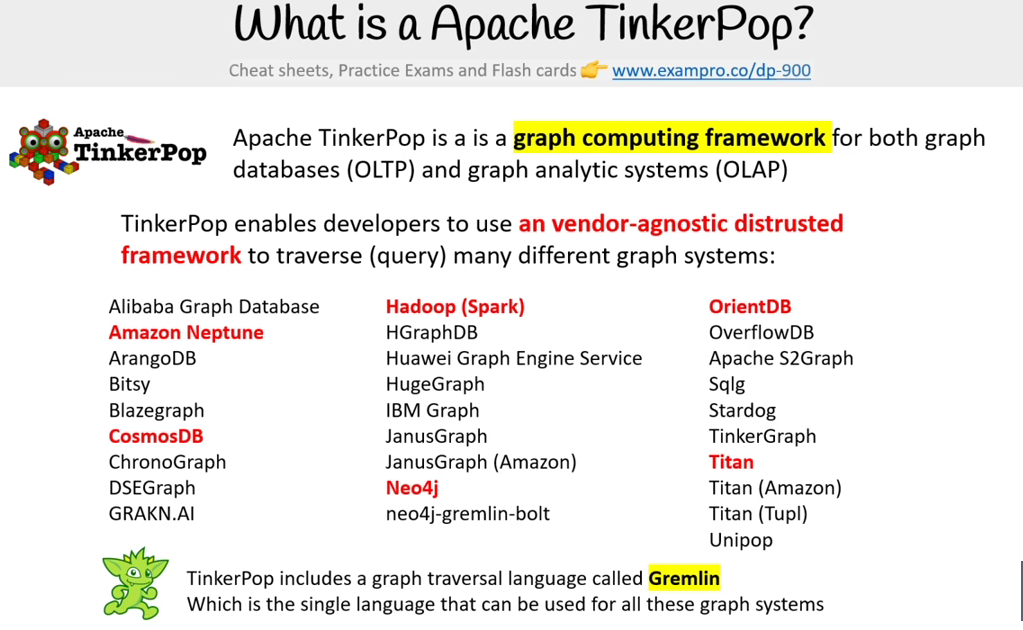 What is a Apache TinkerPop?
Cheat sheets, Practice Exams and Flash cards 👉 www.exampro.co/dp-900
Apache
TinkerPop
Apache TinkerPop is a is a graph computing framework for both graph
databases (OLTP) and graph analytic systems (OLAP)
TinkerPop enables developers to use an vendor-agnostic distrusted
framework to traverse (query) many different graph systems:
Alibaba Graph Database
Amazon Neptune
ArangoDB
Bitsy
Blazegraph
CosmosDB
ChronoGraph
DSEGraph
GRAKN.AI
Hadoop (Spark)
HGraphDB
Huawei Graph Engine Service
HugeGraph
IBM Graph
JanusGraph
JanusGraph (Amazon)
Neo4j
neo4j-gremlin-bolt
OrientDB
OverflowDB
Apache S2Graph
Sqlg
Stardog
TinkerGraph
Titan
Titan (Amazon)
Titan (Tupl)
Unipop
TinkerPop includes a graph traversal language called Gremlin
Which is the single language that can be used for all these graph systems